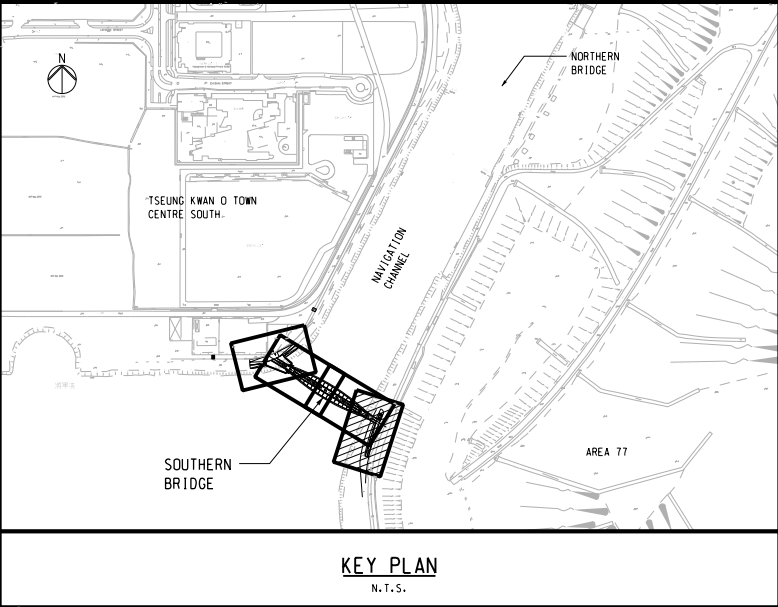 N
NORTHERN
BRIDGE
TSEUNG KWAN O TOWN
CENTRE SOUTH
NAVIGATION
CHANNEL
AREA 77
SOUTHERN
BRIDGE
KEY PLAN
N.T.S.